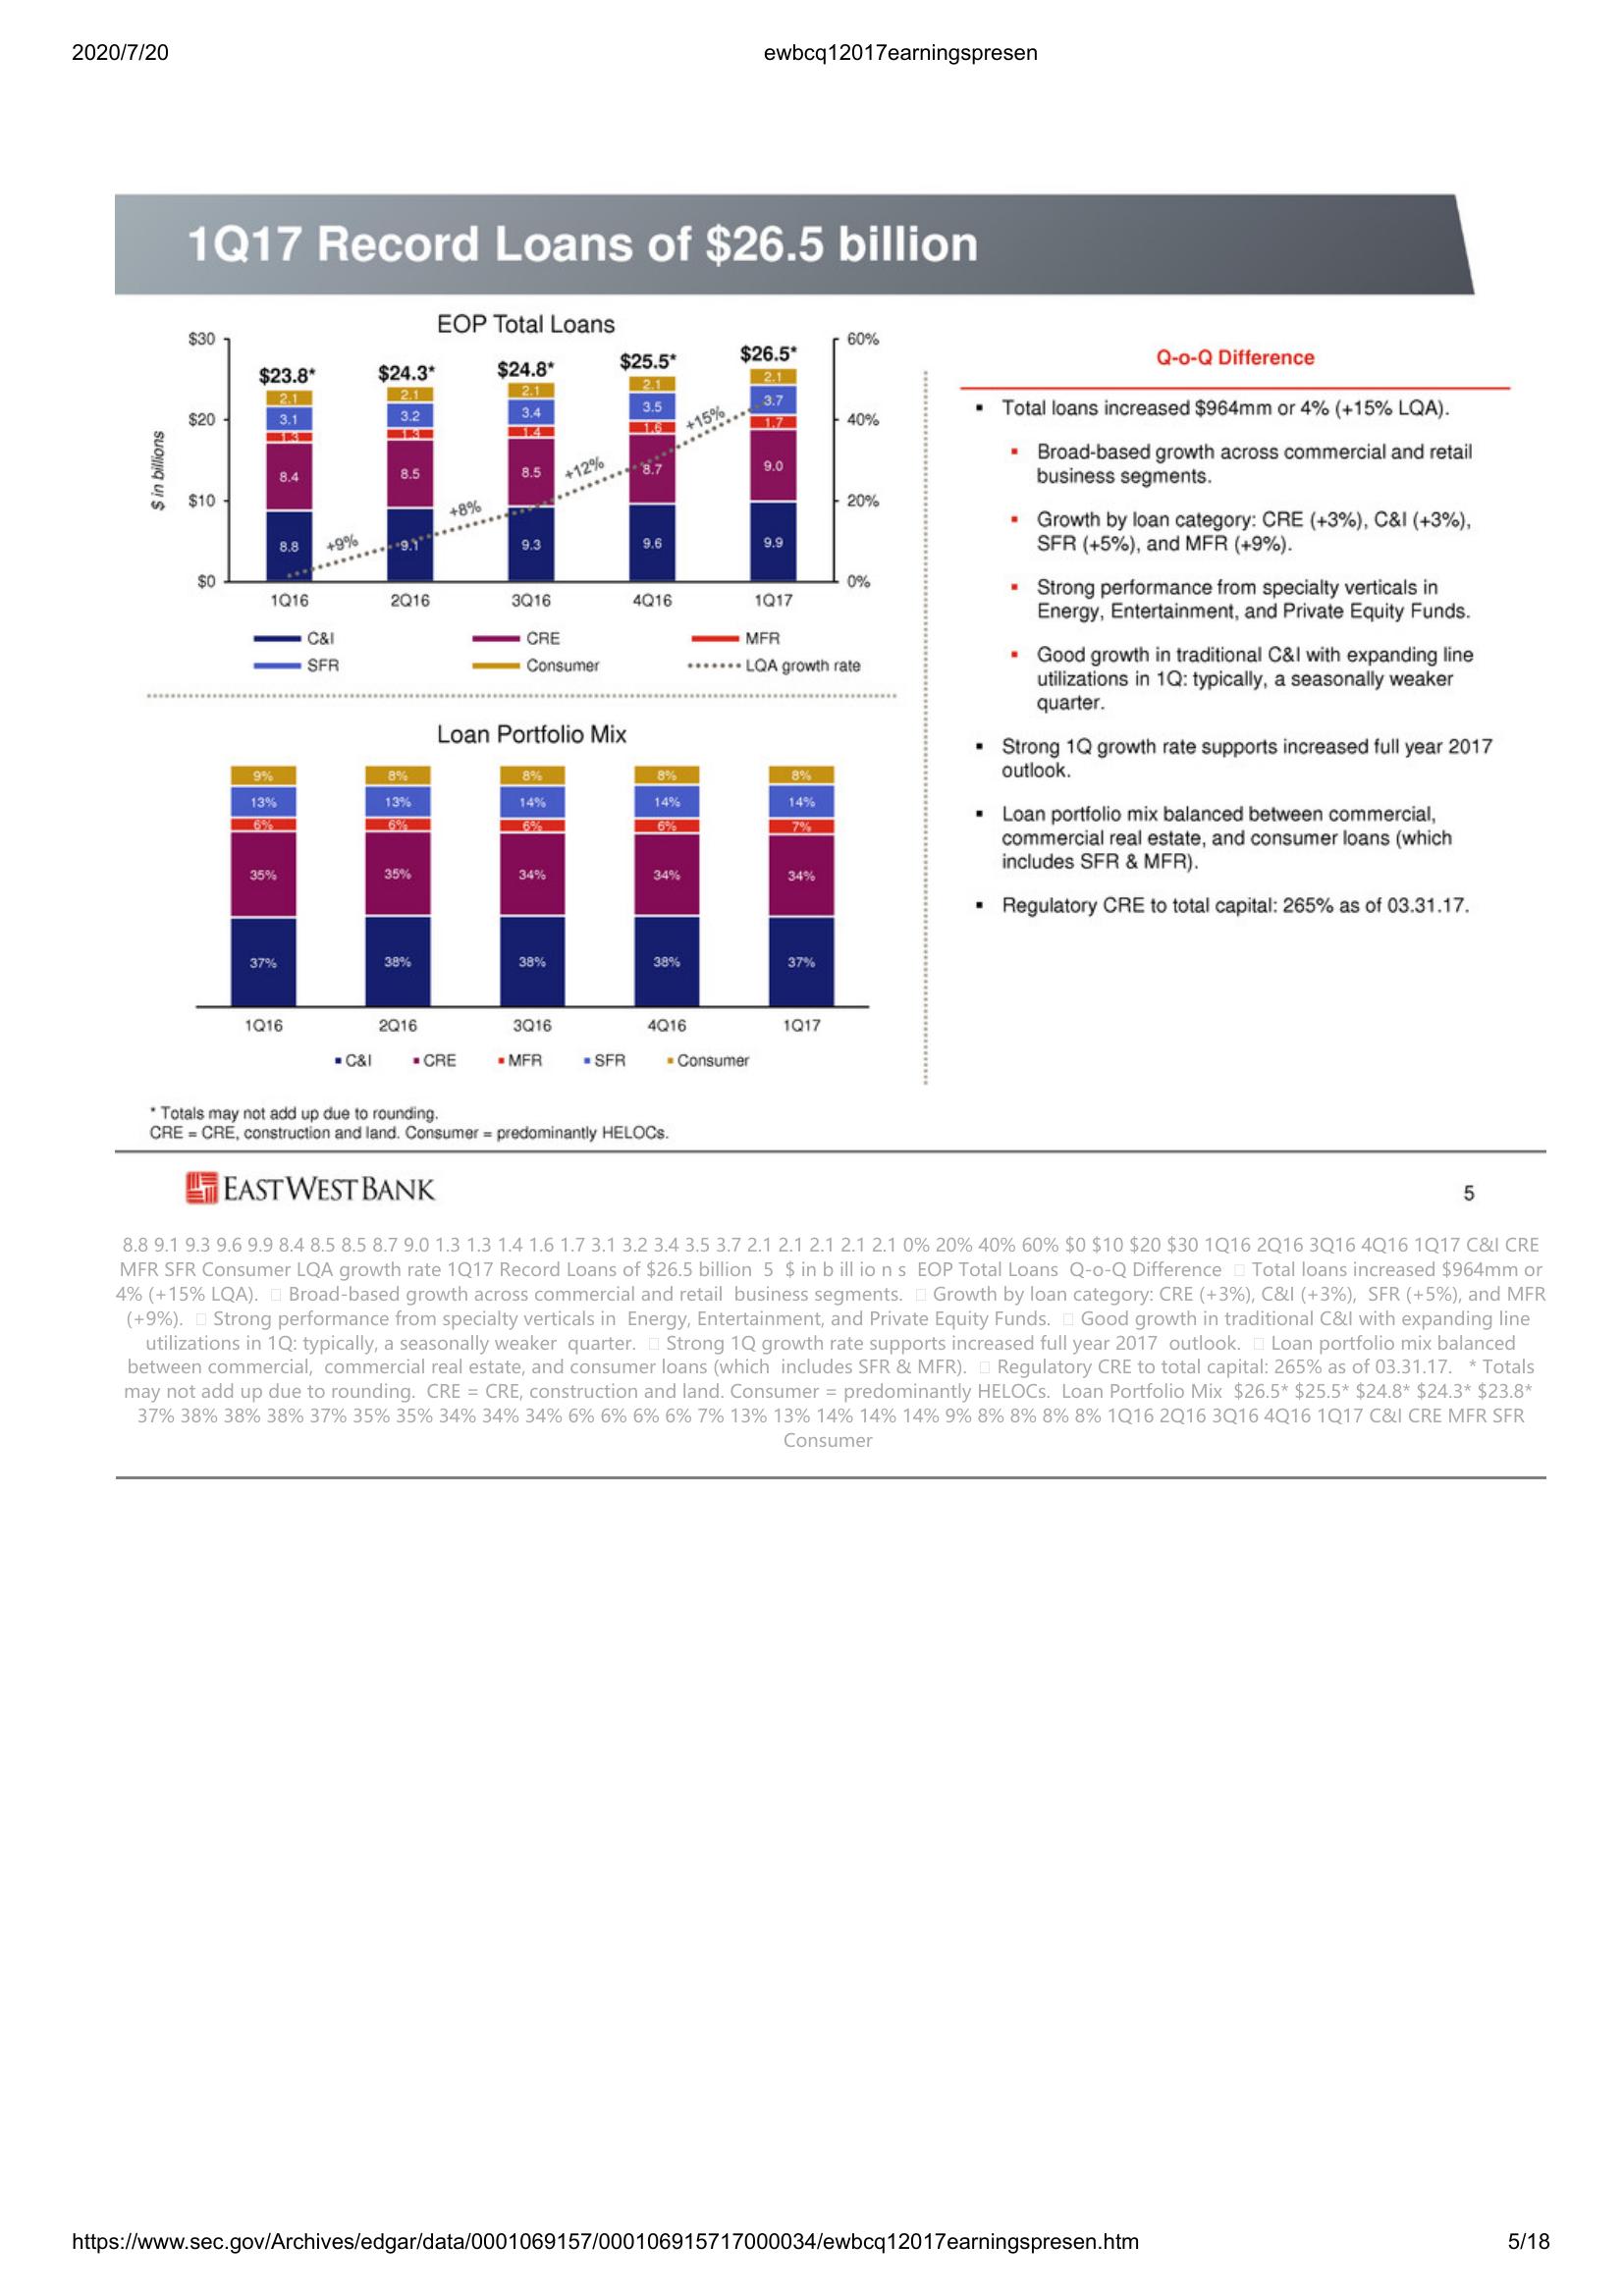 2020/7/20
ewbcq12017earningspresen
1Q17 Record Loans of $26.5 billion
EOP Total Loans
$30
$20
$10
$0
$ in billions
60%
40%
20%
0%
$23.8*
$24.3*
$24.8*
$25.5*
$26.5*
2.1
2.1
2.1
2.1
2.1
3.1
3.2
3.4
3.5
3.7
1.3
1.3
1.4
1.6
1.7
8.4
8.5
8.5
8.7
9.0
8.8
9.1
9.3
9.6
9.9
+9%
+8%
+12%
+15%
1Q16
2Q16
3Q16
4Q16
1Q17
C&I
CRE
MFR
SFR
Consumer
LQA growth rate
Loan Portfolio Mix
9%
8%
8%
8%
8%
13%
13%
14%
14%
14%
6%
6%
6%
6%
7%
35%
35%
34%
34%
34%
37%
38%
38%
38%
37%
1Q16
2Q16
3Q16
4Q16
1Q17
C&I
CRE
MFR
SFR
Consumer
Q-o-Q Difference
▪ Total loans increased $964mm or 4% (+15% LQA).
▪ Broad-based growth across commercial and retail
business segments.
▪ Growth by loan category: CRE (+3%), C&I (+3%),
SFR (+5%), and MFR (+9%).
▪ Strong performance from specialty verticals in
Energy, Entertainment, and Private Equity Funds.
▪ Good growth in traditional C&I with expanding line
utilizations in 1Q: typically, a seasonally weaker
quarter.
▪ Strong 1Q growth rate supports increased full year 2017
outlook.
▪ Loan portfolio mix balanced between commercial,
commercial real estate, and consumer loans (which
includes SFR & MFR).
▪ Regulatory CRE to total capital: 265% as of 03.31.17.
* Totals may not add up due to rounding.
CRE = CRE, construction and land. Consumer = predominantly HELOCs.
EASTWESTBANK
5
8.8 9.1 9.3 9.6 9.9 8.4 8.5 8.5 8.7 9.0 1.3 1.3 1.4 1.6 1.7 3.1 3.2 3.4 3.5 3.7 2.1 2.1 2.1 2.1 2.1 0% 20% 40% 60% $0 $10 $20 $30 1Q16 2Q16 3Q16 4Q16 1Q17 C&I CRE
MFR SFR Consumer LQA growth rate 1Q17 Record Loans of $26.5 billion 5 $ in b ill io n s EOP Total Loans Q-o-Q Difference □ Total loans increased $964mm or
4% (+15% LQA). □ Broad-based growth across commercial and retail business segments. □ Growth by loan category: CRE (+3%), C&I (+3%), SFR (+5%), and MFR
(+9%). □ Strong performance from specialty verticals in Energy, Entertainment, and Private Equity Funds. □ Good growth in traditional C&I with expanding line
utilizations in 1Q: typically, a seasonally weaker quarter. □ Strong 1Q growth rate supports increased full year 2017 outlook. □ Loan portfolio mix balanced
between commercial, commercial real estate, and consumer loans (which includes SFR & MFR). □ Regulatory CRE to total capital: 265% as of 03.31.17. * Totals
may not add up due to rounding. CRE = CRE, construction and land. Consumer = predominantly HELOCs. Loan Portfolio Mix $26.5* $25.5* $24.8* $24.3* $23.8*
37% 38% 38% 38% 37% 35% 35% 34% 34% 34% 6% 6% 6% 6% 7% 13% 13% 14% 14% 14% 9% 8% 8% 8% 8% 1Q16 2Q16 3Q16 4Q16 1Q17 C&I CRE MFR SFR
Consumer
https://www.sec.gov/Archives/edgar/data/0001069157/000106915717000034/ewbcq12017earningspresen.htm
5/18